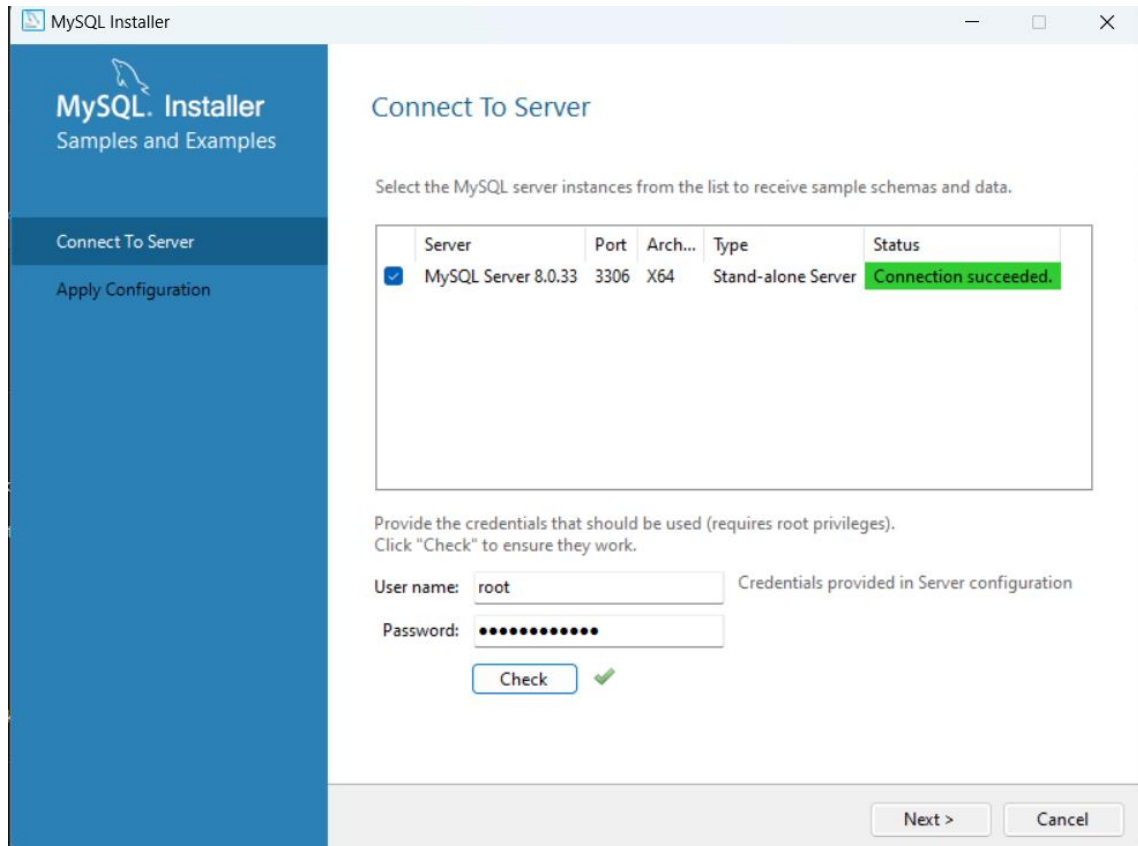 MySQL Installer
MySQL. Installer
Samples and Examples
Connect To Server
Apply Configuration
Connect To Server
Select the MySQL server instances from the list to receive sample schemas and data.
Server Port Arch... Type Status
MySQL Server 8.0.33 3306 X64 Stand-alone Server Connection succeeded.
Provide the credentials that should be used (requires root privileges).
Click "Check" to ensure they work.
User name: root Credentials provided in Server configuration
Password: ●●●●●●●●●●●●
Check
Next > Cancel